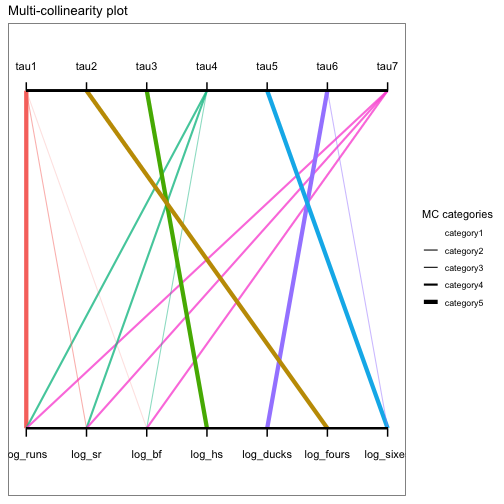 Multi-collinearity plot
tau1 tau2 tau3 tau4 tau5 tau6 tau7
MC categories
category1
category2
category3
category4
category5
og_runs log_sr log_bf log_hs log_ducks log_fours log_sixe